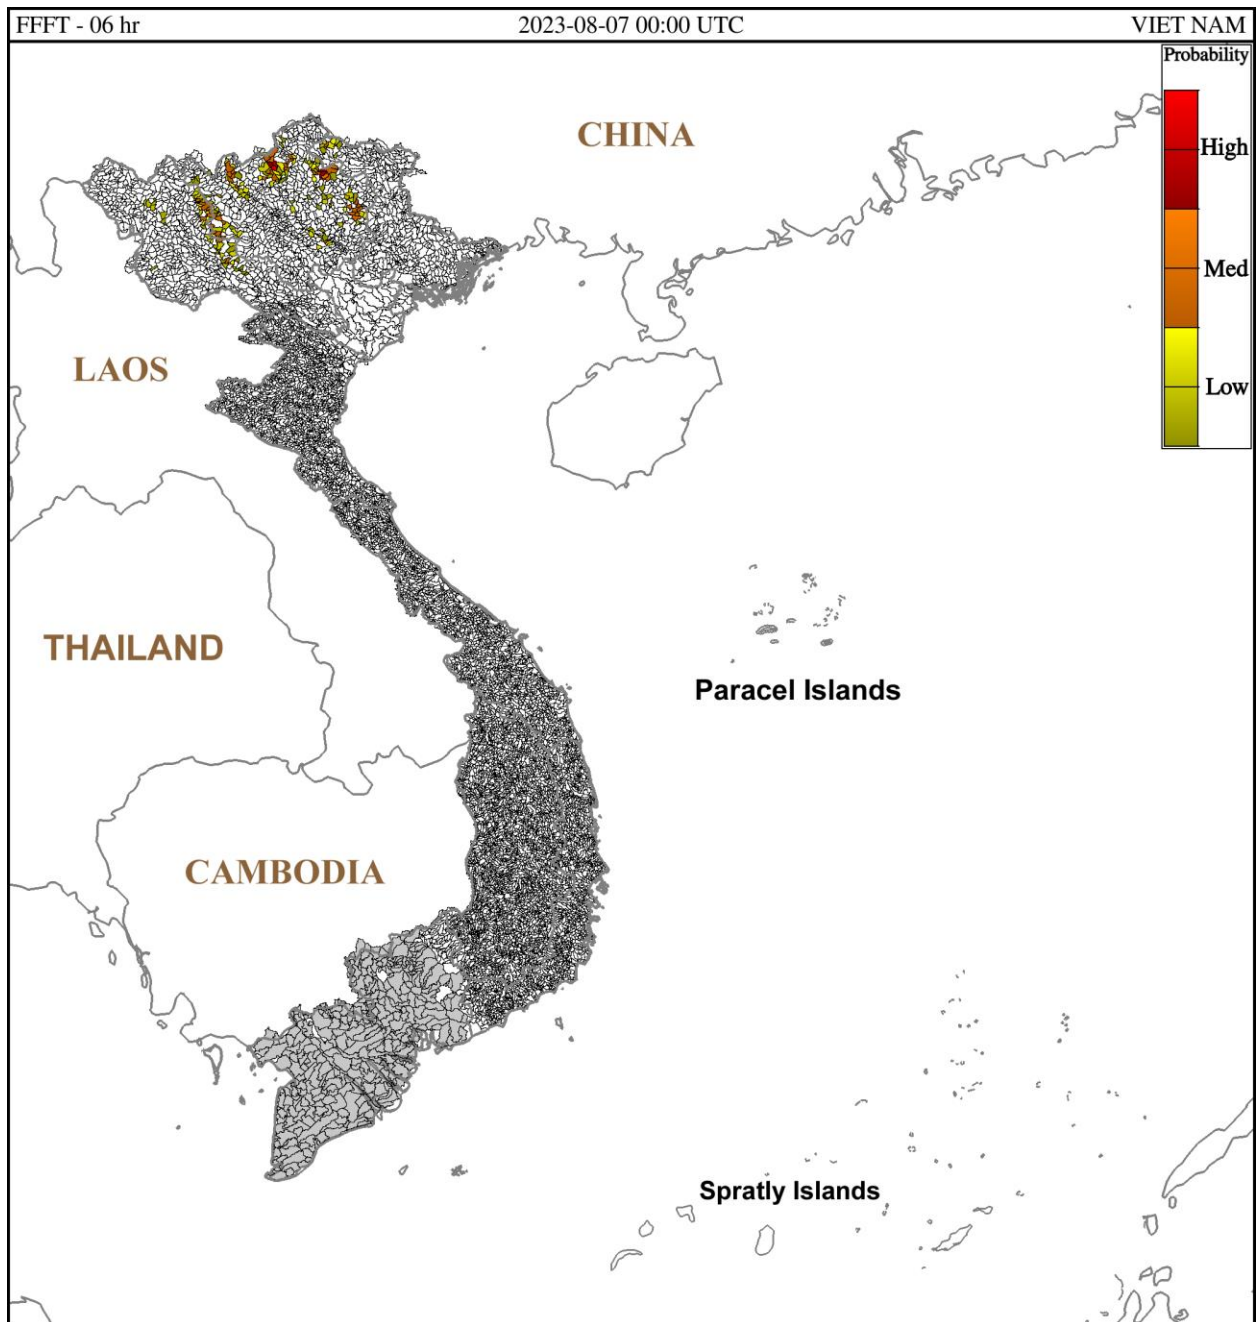 FFFT - 06 hr
2023-08-07 00:00 UTC
VIET NAM
Probability
High
Med
Low
CHINA
LAOS
THAILAND
Paracel Islands
CAMBODIA
Spratly Islands